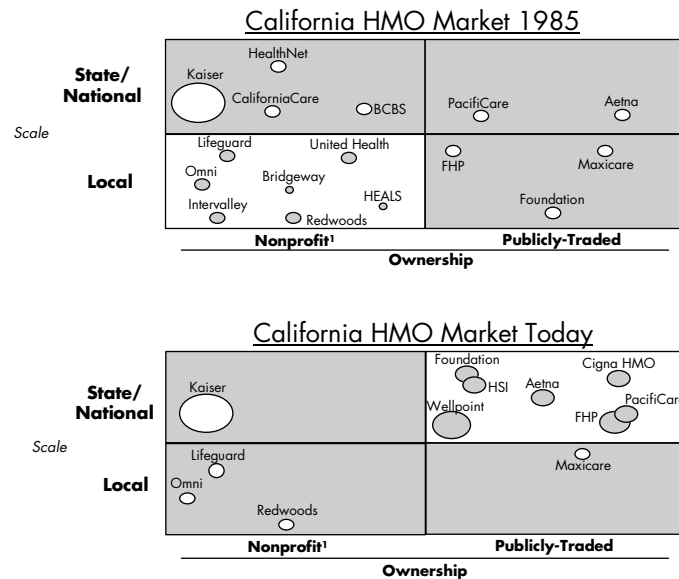 California HMO Market 1985
HealthNet
State/
National
Kaiser
CaliforniaCare
BCBS
PacifiCare
Aetna
Scale
Local
Lifeguard
United Health
FHP
Maxicare
Omni
Bridgeway
Intervalley
HEALS
Redwoods
Foundation
Nonprofit¹
Publicly-Traded
Ownership
California HMO Market Today
Foundation
Cigna HMO
State/
National
Kaiser
HSI
Aetna
Wellpoint
FHP
PacifiCare
Scale
Local
Lifeguard
Maxicare
Omni
Redwoods
Nonprofit¹
Publicly-Traded
Ownership